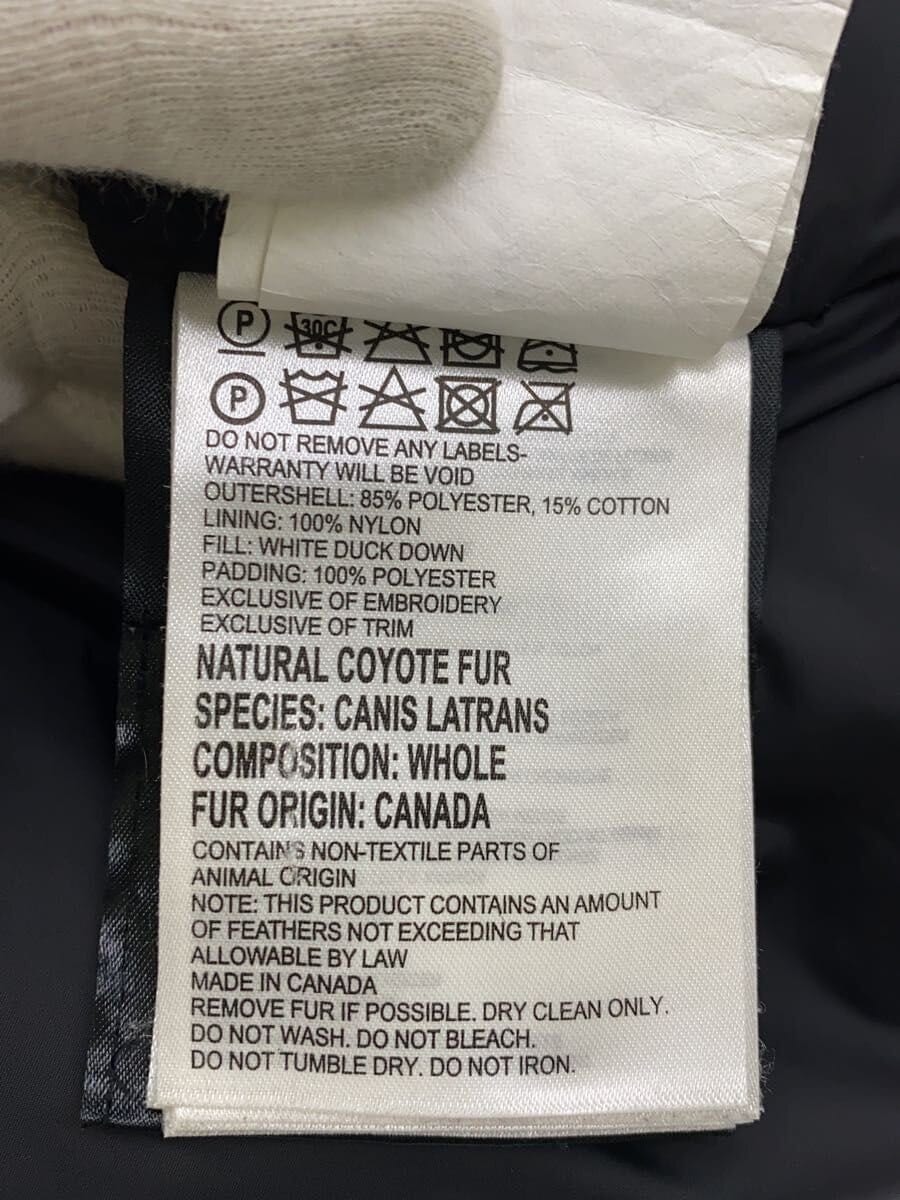 P 30C
P
DO NOT REMOVE ANY LABELS-
WARRANTY WILL BE VOID
OUTERSHELL: 85% POLYESTER, 15% COTTON
LINING: 100% NYLON
FILL: WHITE DUCK DOWN
PADDING: 100% POLYESTER
EXCLUSIVE OF EMBROIDERY
EXCLUSIVE OF TRIM
NATURAL COYOTE FUR
SPECIES: CANIS LATRANS
COMPOSITION: WHOLE
FUR ORIGIN: CANADA
CONTAINS NON-TEXTILE PARTS OF
ANIMAL ORIGIN
NOTE: THIS PRODUCT CONTAINS AN AMOUNT
OF FEATHERS NOT EXCEEDING THAT
ALLOWABLE BY LAW
MADE IN CANADA
REMOVE FUR IF POSSIBLE. DRY CLEAN ONLY.
DO NOT WASH. DO NOT BLEACH.
DO NOT TUMBLE DRY. DO NOT IRON.